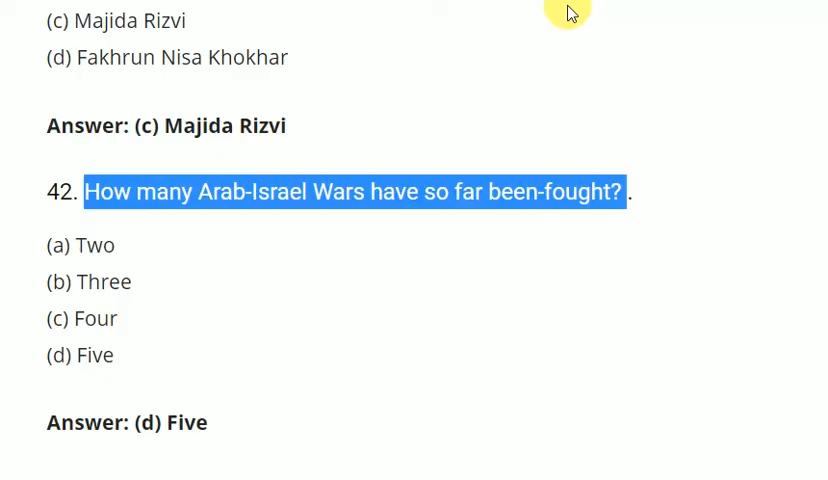 (c) Majida Rizvi
(d) Fakhrun Nisa Khokhar
Answer: (c) Majida Rizvi
42. How many Arab-Israel Wars have so far been-fought? .
(a) Two
(b) Three
(c) Four
(d) Five
Answer: (d) Five